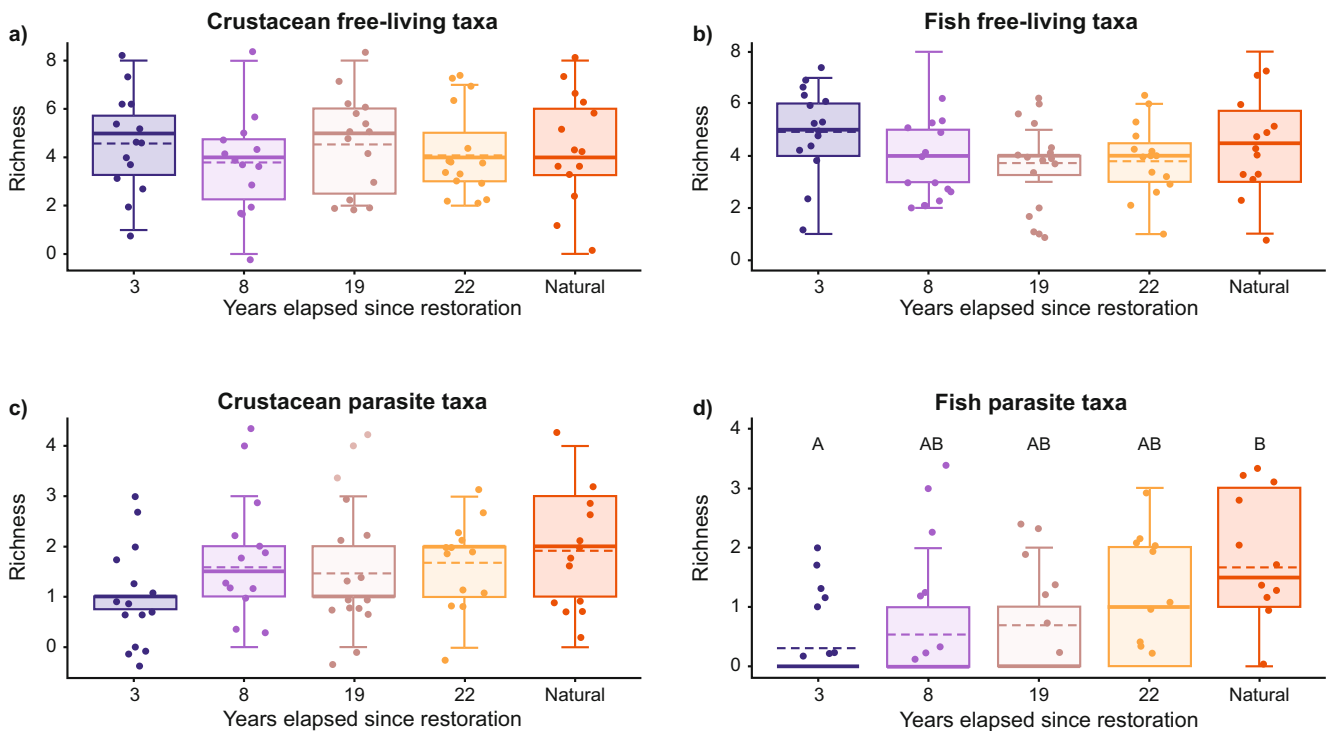 a)
Crustacean free-living taxa
Richness
8
6
4
2
0
3 8 19 22 Natural
Years elapsed since restoration
b)
Fish free-living taxa
Richness
8
6
4
2
0
3 8 19 22 Natural
Years elapsed since restoration
c)
Crustacean parasite taxa
Richness
4
3
2
1
0
3 8 19 22 Natural
Years elapsed since restoration
d)
Fish parasite taxa
Richness
4
3
2
1
0
A AB AB AB B
3 8 19 22 Natural
Years elapsed since restoration